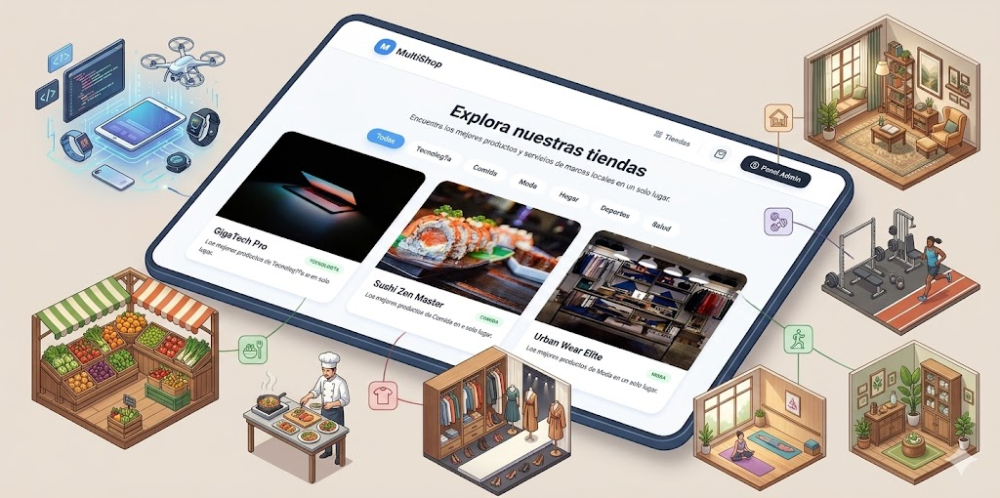 M MultiShop
Tiendas
Panel Admin
Explora nuestras tiendas
Encuentra los mejores productos y servicios de marcas locales en un solo lugar.
Todas
Tecnolog?a
Comida
Moda
Hogar
Deportes
Salud
GigaTech Pro
TECNOLOG?A
Los mejores productos de Tecnolog?a en un solo
lugar.
Sushi Zen Master
COMIDA
Los mejores productos de Comida en un solo lugar.
Urban Wear Elite
MODA
Los mejores productos de Moda en un solo lugar.